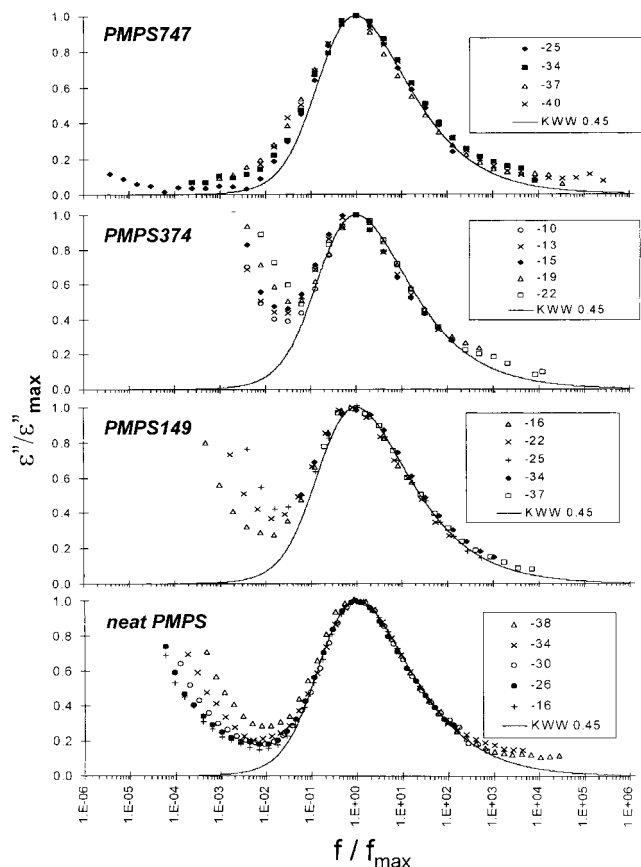 PMPS747
1.0
0.8
0.6
0.4
0.2
0.0
-25
-34
-37
-40
KWW 0.45
PMPS374
1.0
0.8
0.6
0.4
0.2
0.0
-10
-13
-15
-19
-22
KWW 0.45
ε"/ε"max
PMPS149
1.0
0.8
0.6
0.4
0.2
0.0
-16
-22
-25
-34
-37
KWW 0.45
neat PMPS
1.0
0.8
0.6
0.4
0.2
0.0
-38
-34
-30
-26
-16
KWW 0.45
1.E-06
1.E-05
1.E-04
1.E-03
1.E-02
1.E-01
1.E+00
1.E+01
1.E+02
1.E+03
1.E+04
1.E+05
1.E+06
f / fmax